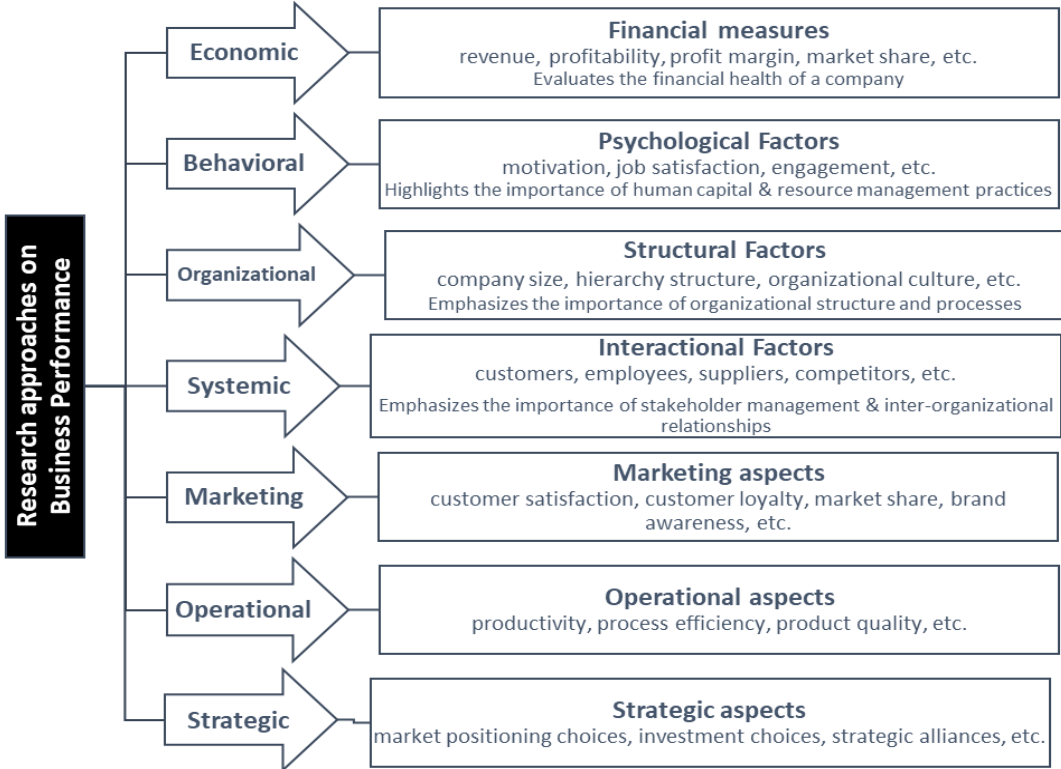 Research approaches on
Business Performance
Economic
Financial measures
revenue, profitability, profit margin, market share, etc.
Evaluates the financial health of a company
Behavioral
Psychological Factors
motivation, job satisfaction, engagement, etc.
Highlights the importance of human capital & resource management practices
Organizational
Structural Factors
company size, hierarchy structure, organizational culture, etc.
Emphasizes the importance of organizational structure and processes
Systemic
Interactional Factors
customers, employees, suppliers, competitors, etc.
Emphasizes the importance of stakeholder management & inter-organizational
relationships
Marketing
Marketing aspects
customer satisfaction, customer loyalty, market share, brand
awareness, etc.
Operational
Operational aspects
productivity, process efficiency, product quality, etc.
Strategic
Strategic aspects
market positioning choices, investment choices, strategic alliances, etc.